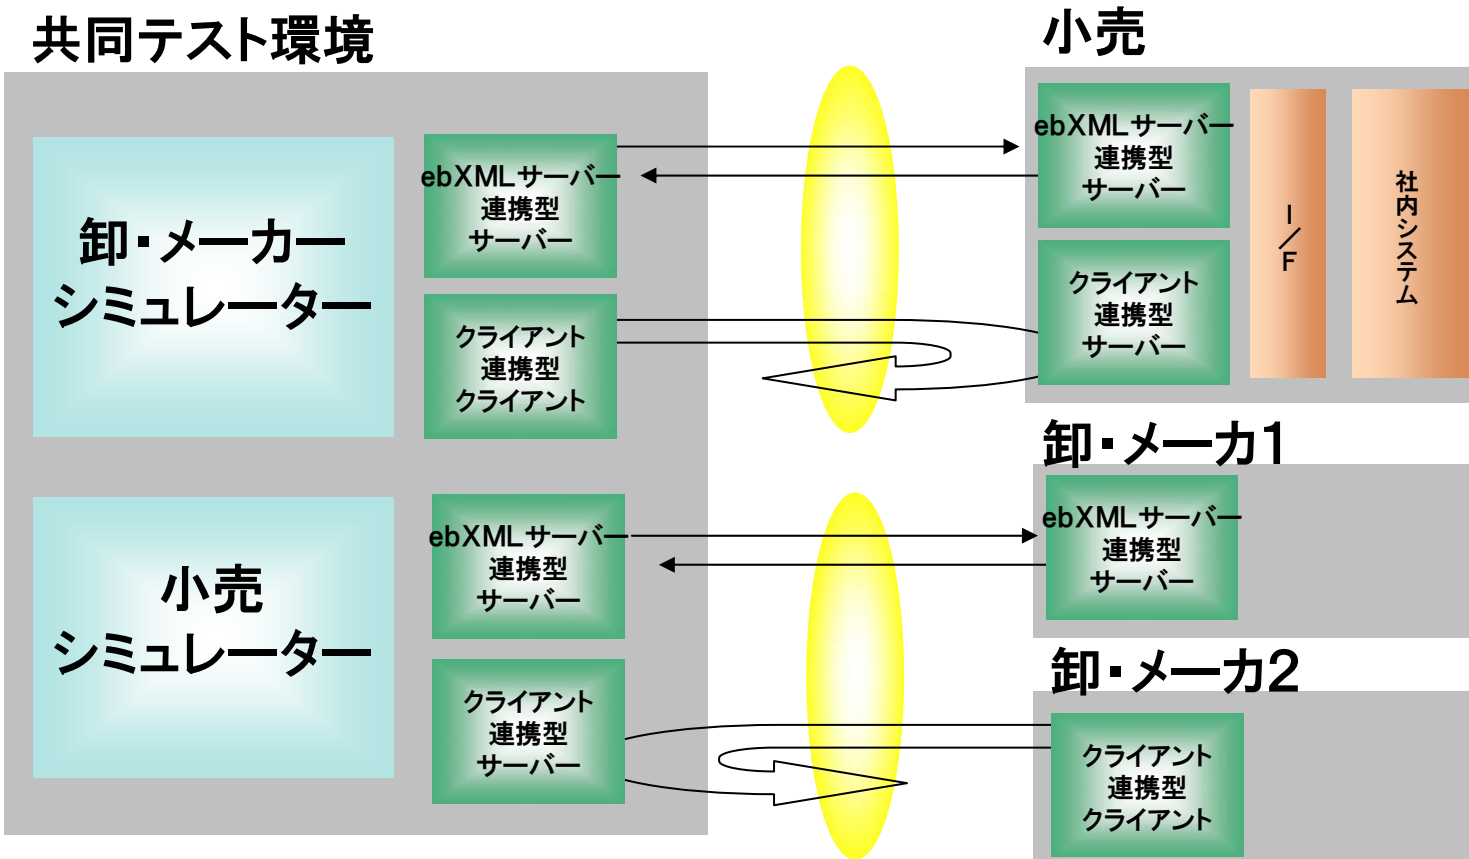 共同テスト環境
卸・メーカー
シミュレーター
ebXMLサーバー
連携型
サーバー
クライアント
連携型
クライアント
小売
シミュレーター
ebXMLサーバー
連携型
サーバー
クライアント
連携型
サーバー
小売
ebXMLサーバー
連携型
サーバー
クライアント
連携型
サーバー
I/F
社内システム
卸・メーカ1
ebXMLサーバー
連携型
サーバー
卸・メーカ2
クライアント
連携型
クライアント